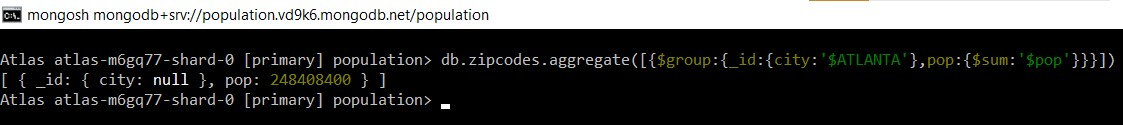 mongosh mongodb+srv://population.vd9k6.mongodb.net/population
Atlas atlas-m6gq77-shard-0 [primary] population> db.zipcodes.aggregate([{$group:{_id:{city:'$ATLANTA'},pop:{$sum:'$pop'}}}])
[ { _id: { city: null }, pop: 248408400 } ]
Atlas atlas-m6gq77-shard-0 [primary] population>